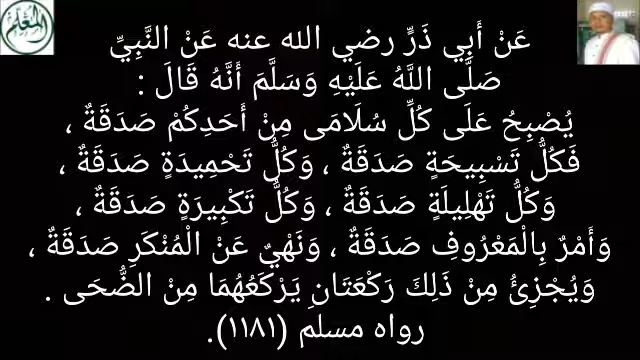 المعلم
عَنْ أَبِي ذَرٍّ رضي الله عنه عَنْ النَّبِيِّ
صَلَّى اللَّهُ عَلَيْهِ وَسَلَّمَ أَنَّهُ قَالَ :
يُصْبِحُ عَلَى كُلِّ سُلَامَى مِنْ أَحَدِكُمْ صَدَقَةٌ ،
فَكُلُّ تَسْبِيحَةٍ صَدَقَةٌ ، وَكُلُّ تَحْمِيدَةٍ صَدَقَةٌ ،
وَكُلُّ تَهْلِيلَةٍ صَدَقَةٌ ، وَكُلُّ تَكْبِيرَةٍ صَدَقَةٌ ،
وَأَمْرٌ بِالْمَعْرُوفِ صَدَقَةٌ ، وَنَهْيٌ عَنْ الْمُنْكَرِ صَدَقَةٌ ،
وَيُجْزِئُ مِنْ ذَلِكَ رَكْعَتَانِ يَرْكَعُهُمَا مِنْ الضُّحَى .
رواه مسلم (١١٨١).